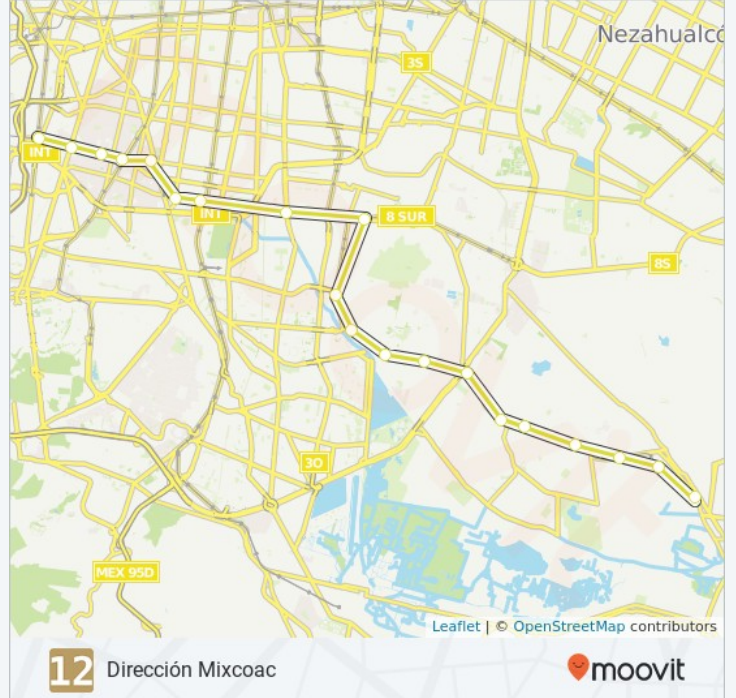 Nezahualcó
3S
INT
INT
8 SUR
8S
3O
MEX 95D
Leaflet | © OpenStreetMap contributors
12 Dirección Mixcoac
moovit